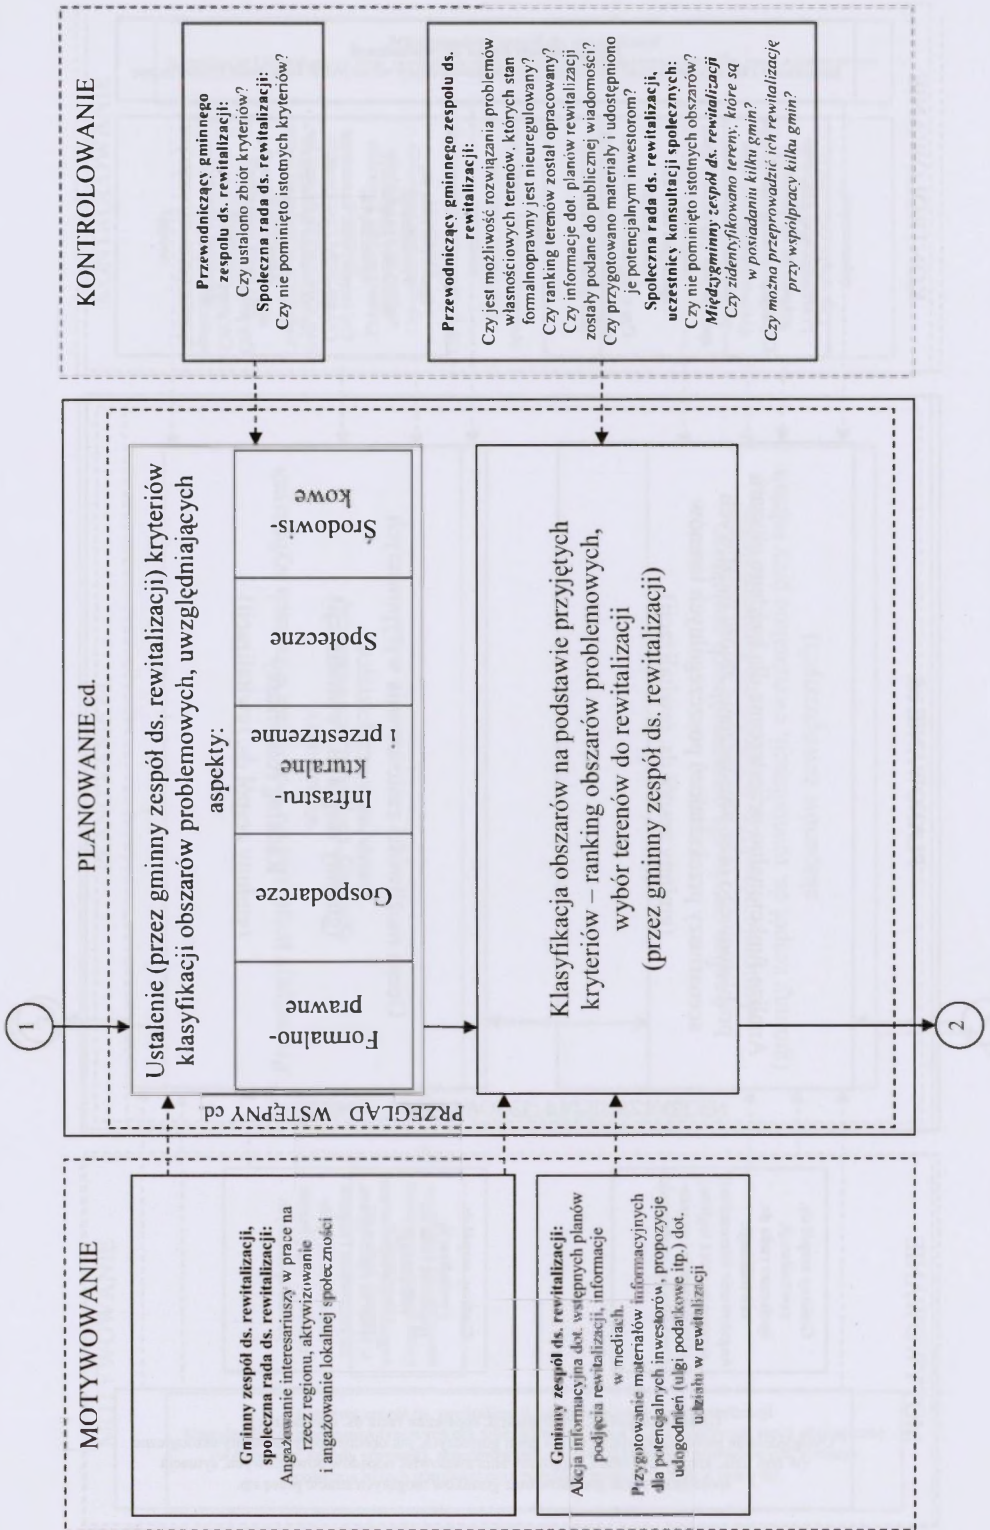 MOTYWOWANIE
Gminny zespół ds. rewitalizacji,
społeczna rada ds. rewitalizacji:
Angażowanie interesariuszy w prace na
rzecz regionu, aktywizowanie
i angażowanie lokalnej społeczności
Gminny zespół ds. rewitalizacji:
Akcja informacyjna dot. wstępnych planów
podjęcia rewitalizacji, informacje
w mediach.
Przygotowanie materiałów informacyjnych
dla potencjalnych inwestorów, propozycje
udogodnień (ulgi podatkowe itp.) dot.
udziału w rewitalizacji
PLANOWANIE cd.
1
PRZEGLĄD WSTĘPNY cd
Ustalenie (przez gminny zespół ds. rewitalizacji) kryteriów
klasyfikacji obszarów problemowych, uwzględniających
aspekty:
Formalno-
prawne
Gospodarcze
Infrastru-
kturalne
i przestrzenne
Społeczne
Środowis-
kowe
Klasyfikacja obszarów na podstawie przyjętych
kryteriów – ranking obszarów problemowych,
wybór terenów do rewitalizacji
(przez gminny zespół ds. rewitalizacji)
2
KONTROLOWANIE
Przewodniczący gminnego
zespołu ds. rewitalizacji:
Czy ustalono zbiór kryteriów?
Społeczna rada ds. rewitalizacji:
Czy nie pominięto istotnych kryteriów?
Przewodniczący gminnego zespołu ds.
rewitalizacji:
Czy jest możliwość rozwiązania problemów
własnościowych terenów, których stan
formalnoprawny jest nieuregulowany?
Czy ranking terenów został opracowany?
Czy informacje dot. planów rewitalizacji
zostały podane do publicznej wiadomości?
Czy przygotowano materiały i udostępniono
je potencjalnym inwestorom?
Społeczna rada ds. rewitalizacji,
uczestnicy konsultacji społecznych:
Czy nie pominięto istotnych obszarów?
Międzygminny zespół ds. rewitalizacji
Czy zidentyfikowano tereny, które są
w posiadaniu kilku gmin?
Czy można przeprowadzić ich rewitalizację
przy współpracy kilku gmin?